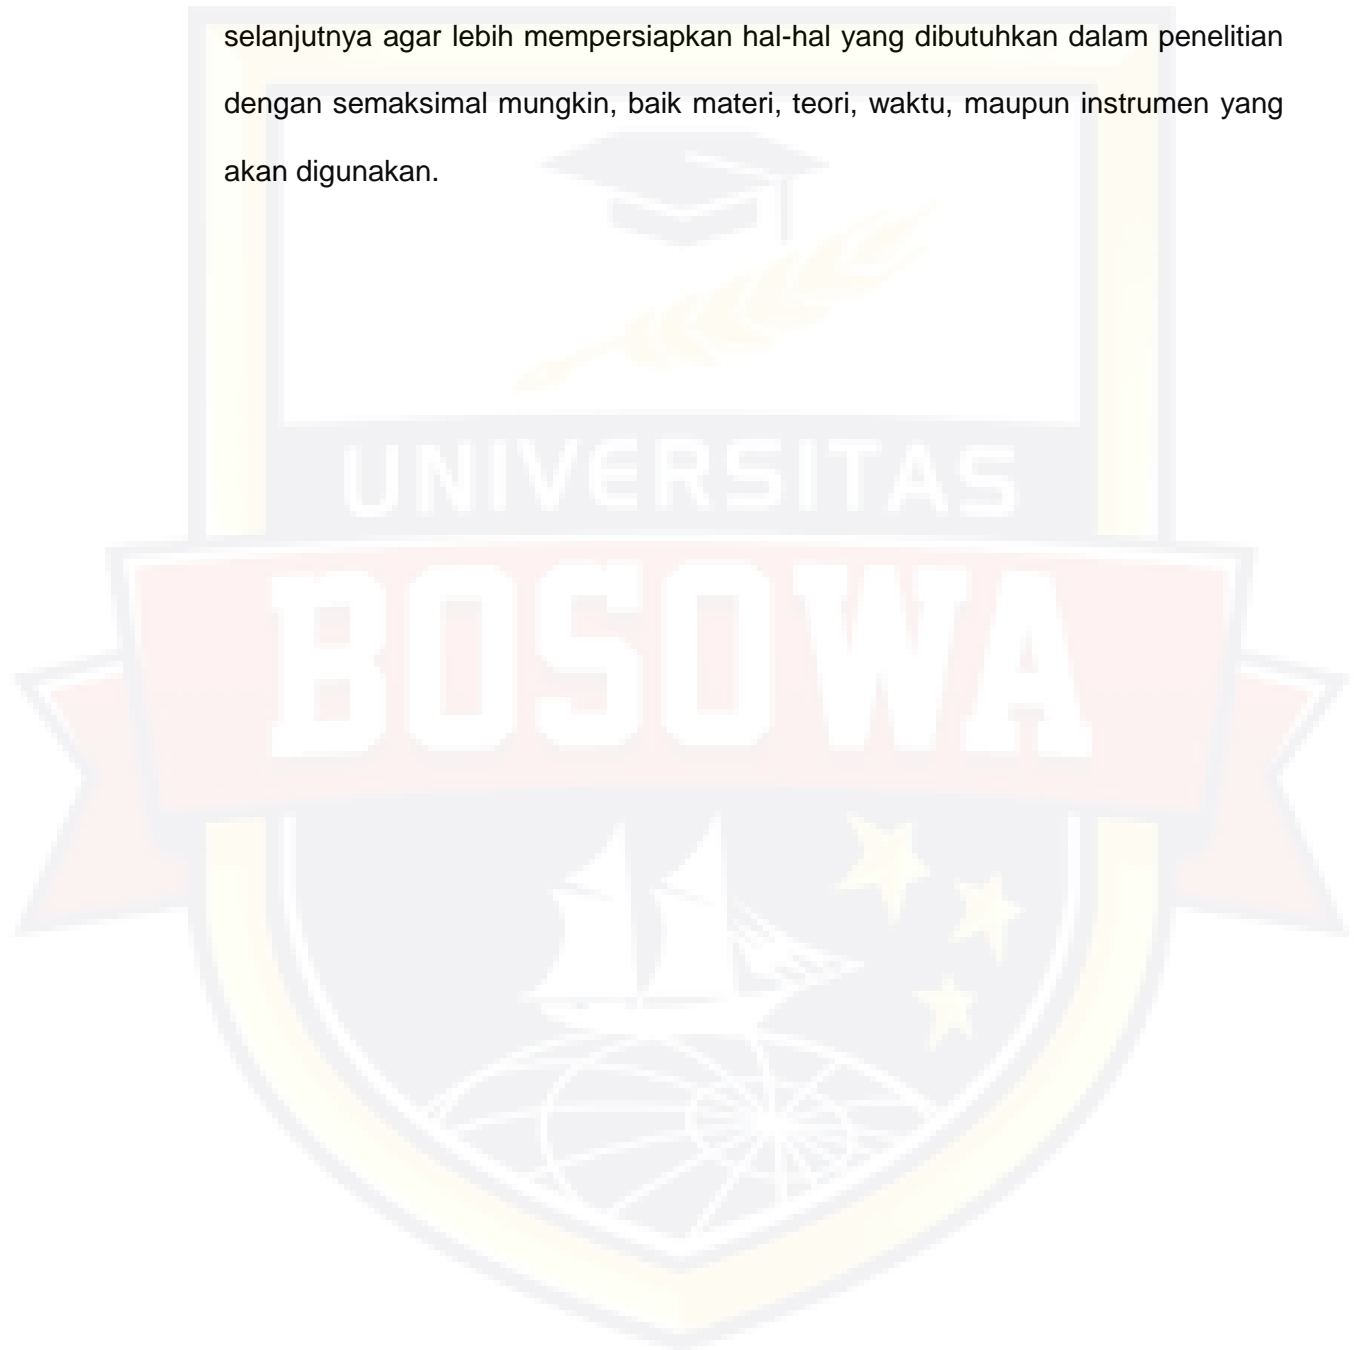 selanjutnya agar lebih mempersiapkan hal-hal yang dibutuhkan dalam penelitian
dengan semaksimal mungkin, baik materi, teori, waktu, maupun instrumen yang
akan digunakan.
UNIVERSITAS
BOSOWA